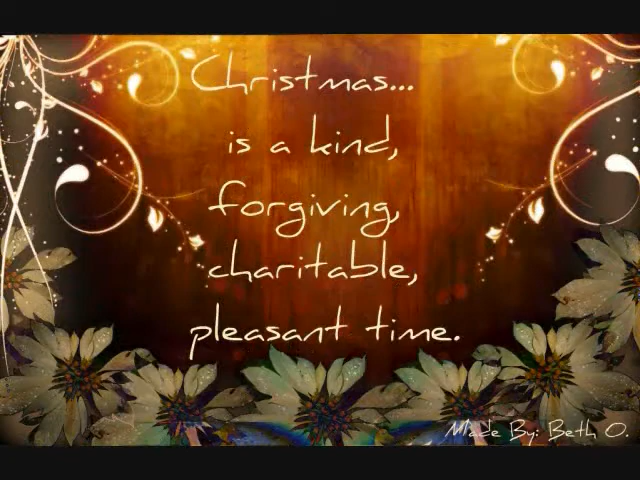 Christmas...
is a kind,
forgiving,
charitable,
pleasant time.
Made By: Beth O.